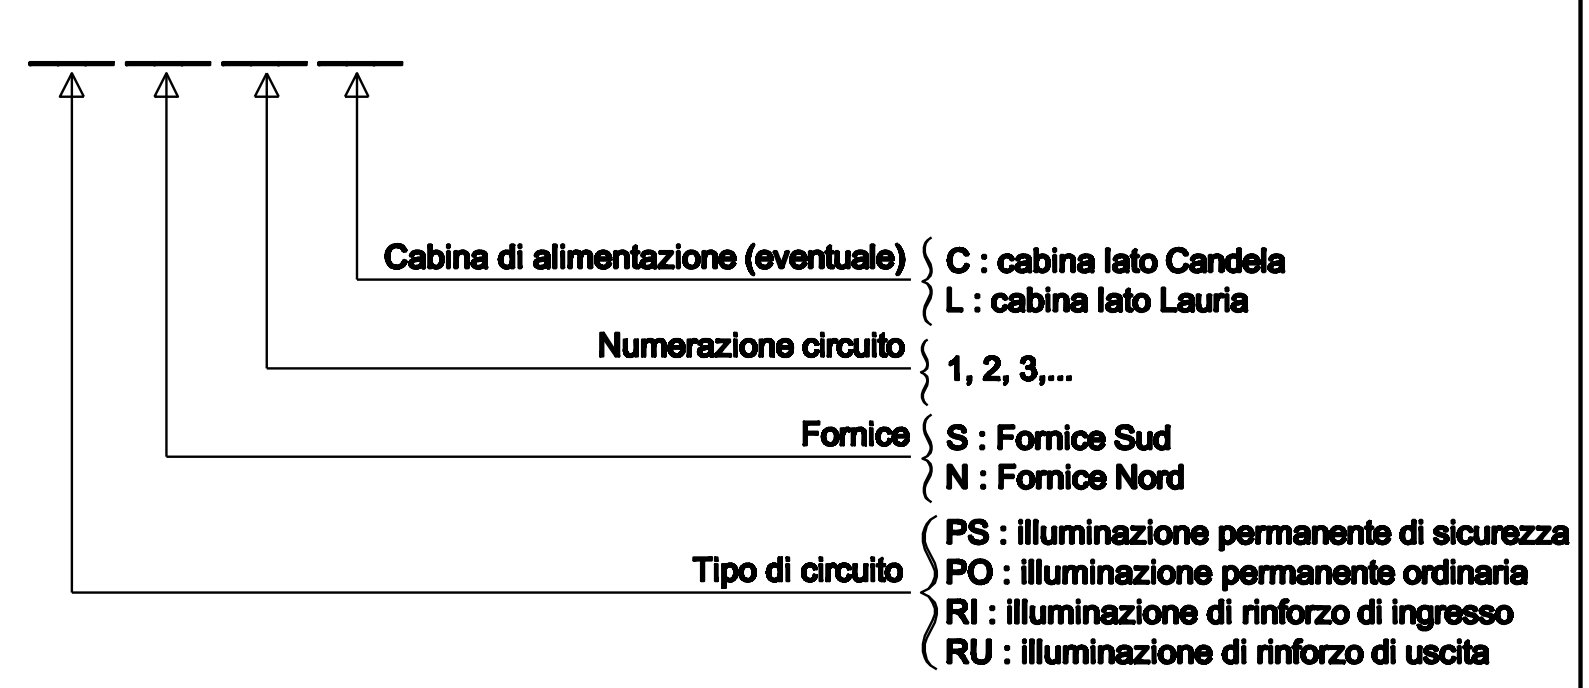 Cabina di alimentazione (eventuale)
C : cabina lato Candela
L : cabina lato Lauria
Numerazione circuito
1, 2, 3,...
Fornice
S : Fornice Sud
N : Fornice Nord
Tipo di circuito
PS : illuminazione permanente di sicurezza
PO : illuminazione permanente ordinaria
RI : illuminazione di rinforzo di ingresso
RU : illuminazione di rinforzo di uscita